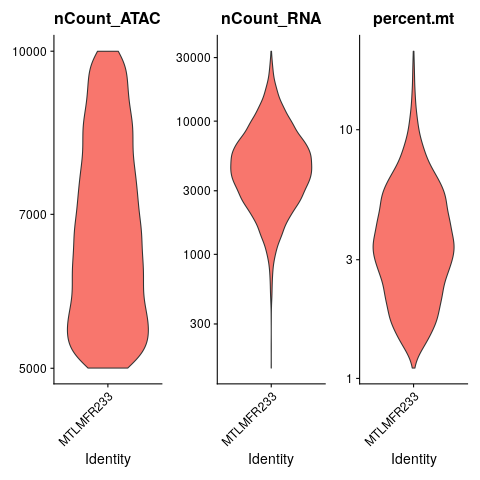 nCount_ATAC
10000
7000
5000
MTLMFR233
Identity
nCount_RNA
30000
10000
3000
1000
300
MTLMFR233
Identity
percent.mt
10
3
1
MTLMFR233
Identity